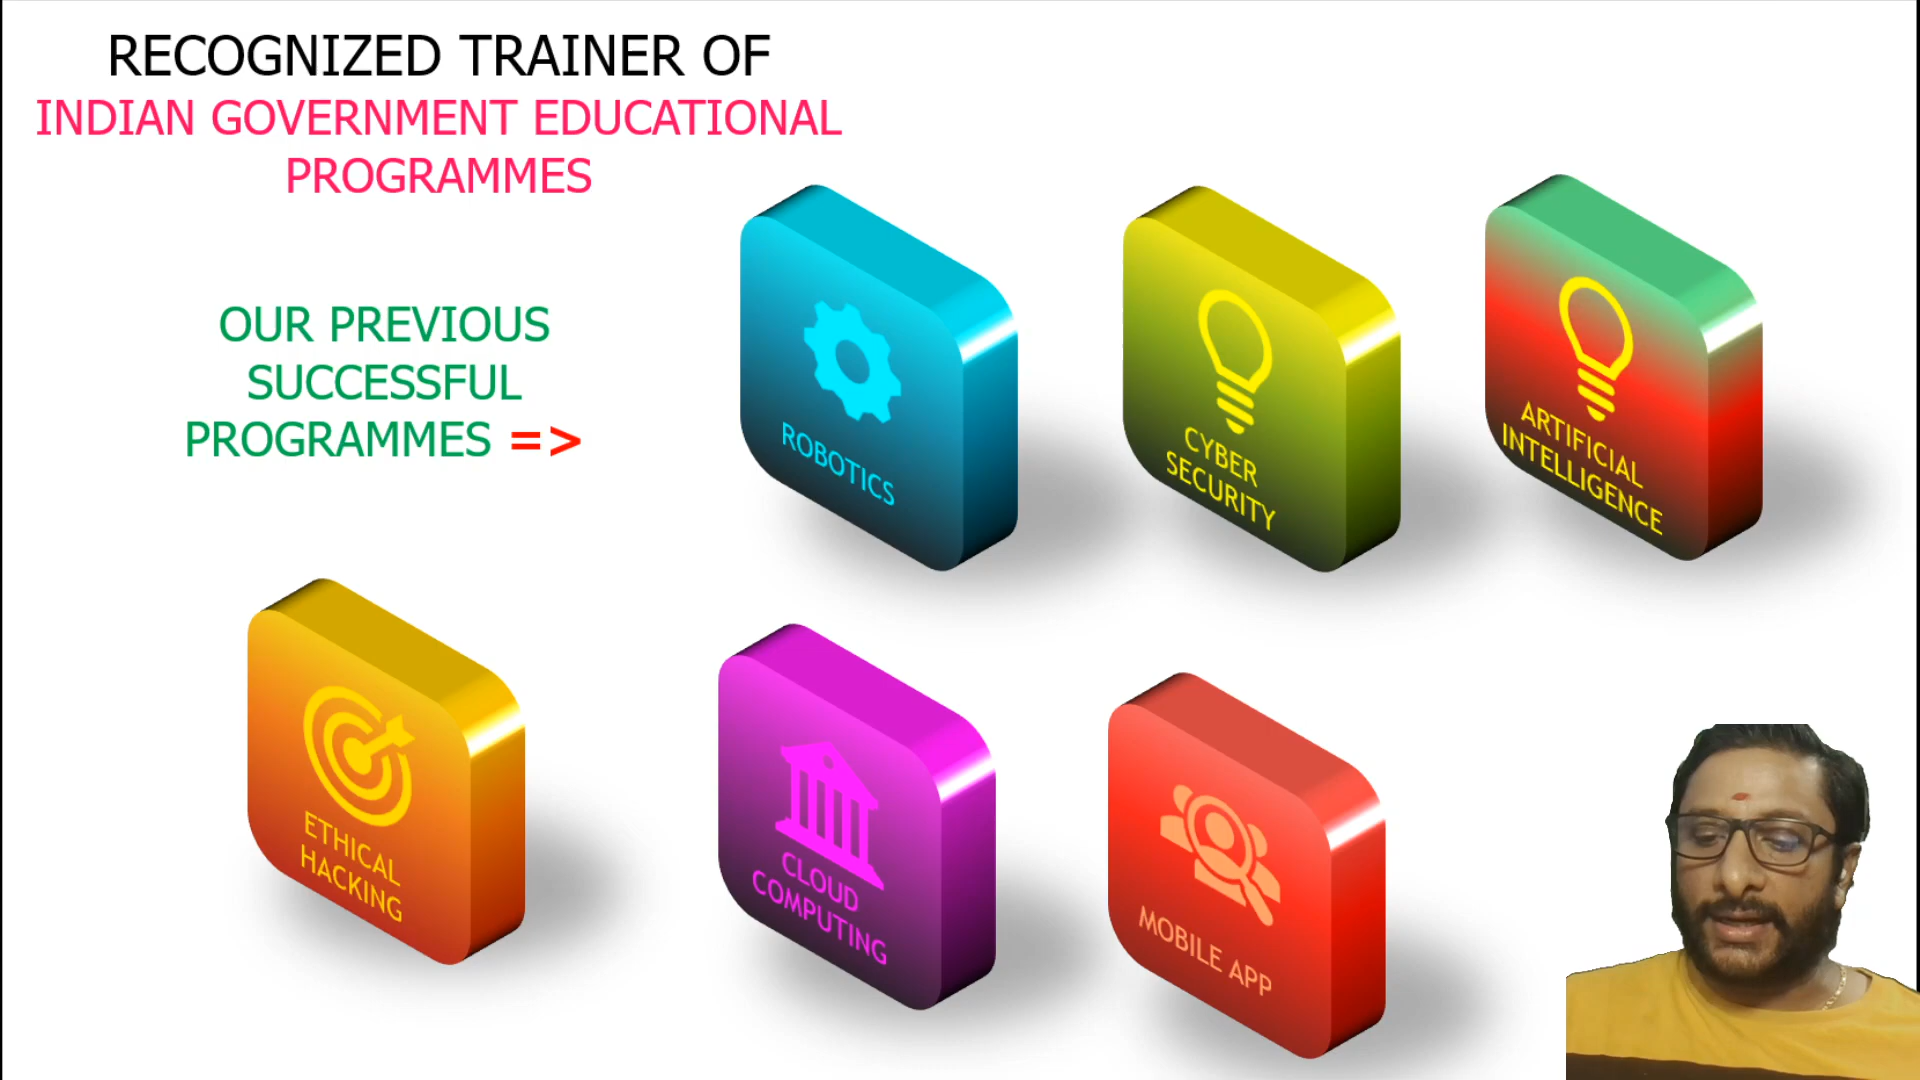 RECOGNIZED TRAINER OF
INDIAN GOVERNMENT EDUCATIONAL
PROGRAMMES
OUR PREVIOUS
SUCCESSFUL
PROGRAMMES =>
ROBOTICS
CYBER
SECURITY
ARTIFICIAL
INTELLIGENCE
ETHICAL
HACKING
CLOUD
COMPUTING
MOBILE APP